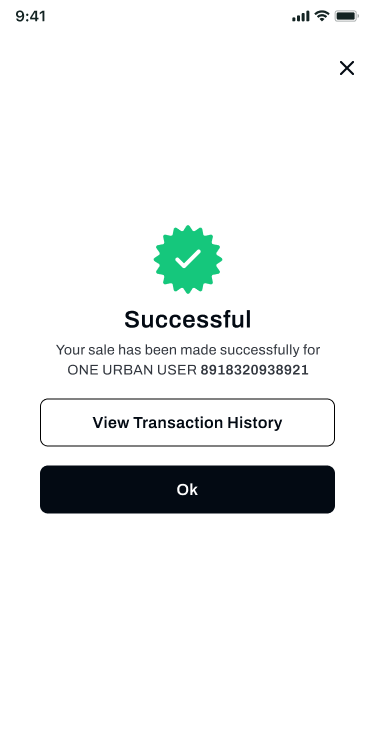 9:41
Successful
Your sale has been made successfully for
ONE URBAN USER 8918320938921
View Transaction History
Ok